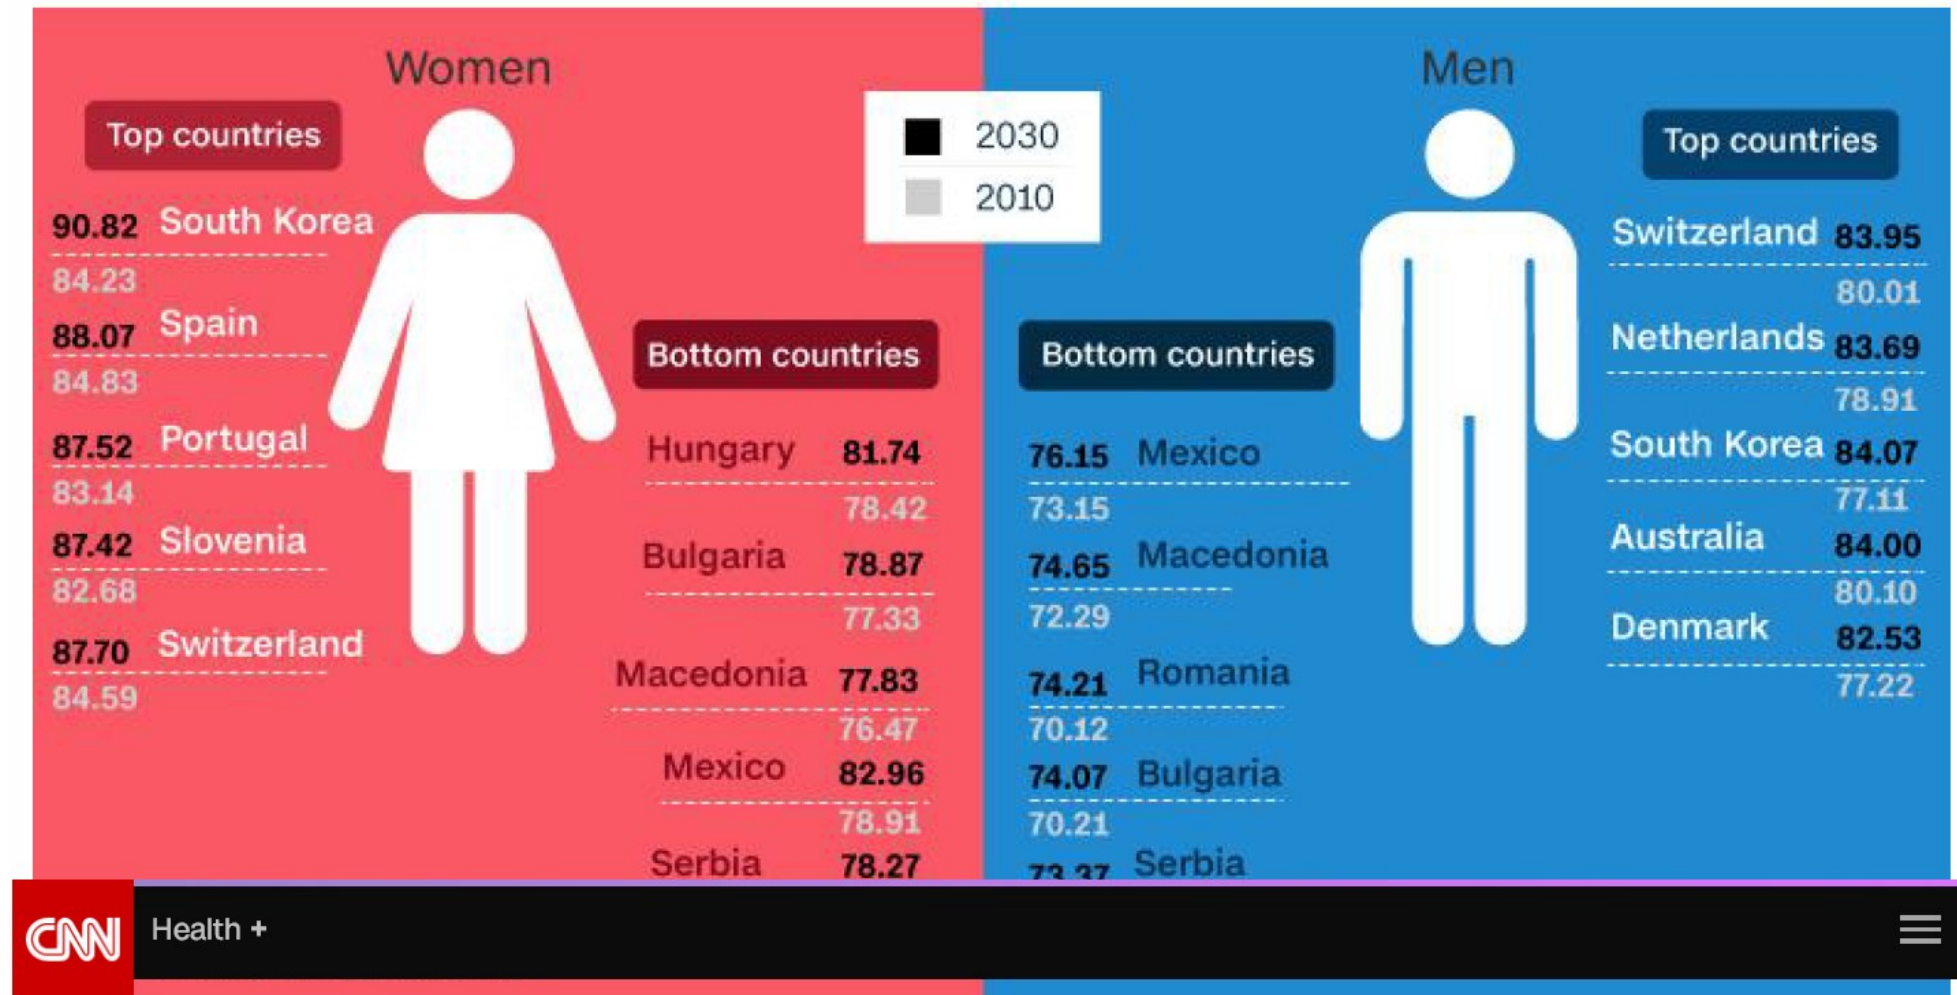 Women
Top countries
90.82 South Korea
84.23
88.07 Spain
84.83
87.52 Portugal
83.14
87.42 Slovenia
82.68
87.70 Switzerland
84.59
Bottom countries
Hungary 81.74
78.42
Bulgaria 78.87
77.33
Macedonia 77.83
76.47
Mexico 82.96
78.91
Serbia 78.27
2030
2010
Men
Bottom countries
76.15 Mexico
73.15
74.65 Macedonia
72.29
74.21 Romania
70.12
74.07 Bulgaria
70.21
73.37 Serbia
Top countries
Switzerland 83.95
80.01
Netherlands 83.69
78.91
South Korea 84.07
77.11
Australia 84.00
80.10
Denmark 82.53
77.22
CNN
Health +